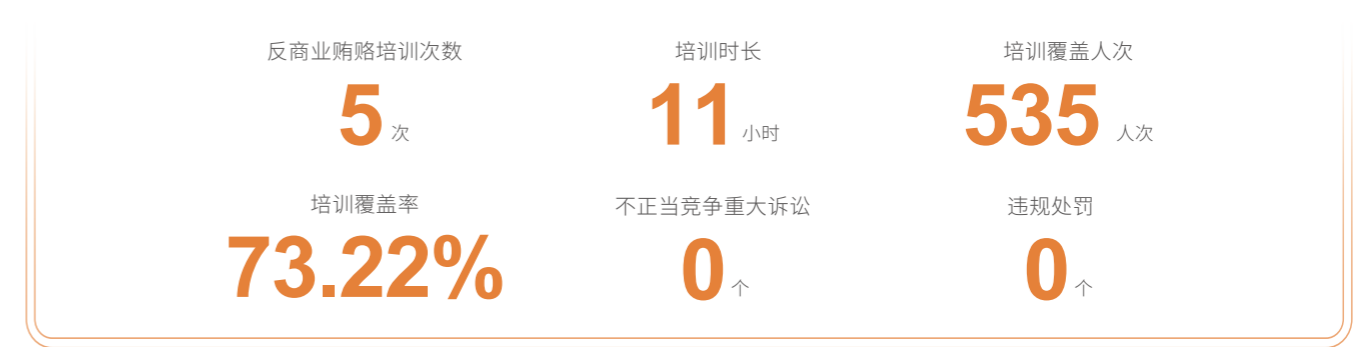 反商业贿赂培训次数
5 次
培训时长
11 小时
培训覆盖人次
535 人次
培训覆盖率
73.22%
不正当竞争重大诉讼
0 个
违规处罚
0 个